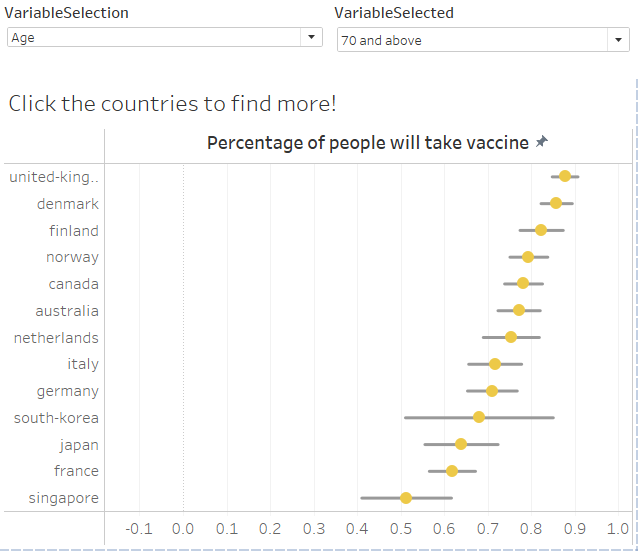 VariableSelection VariableSelected
Age 70 and above
Click the countries to find more!
Percentage of people will take vaccine
united-king..
denmark
finland
norway
canada
australia
netherlands
italy
germany
south-korea
japan
france
singapore
-0.1 0.0 0.1 0.2 0.3 0.4 0.5 0.6 0.7 0.8 0.9 1.0